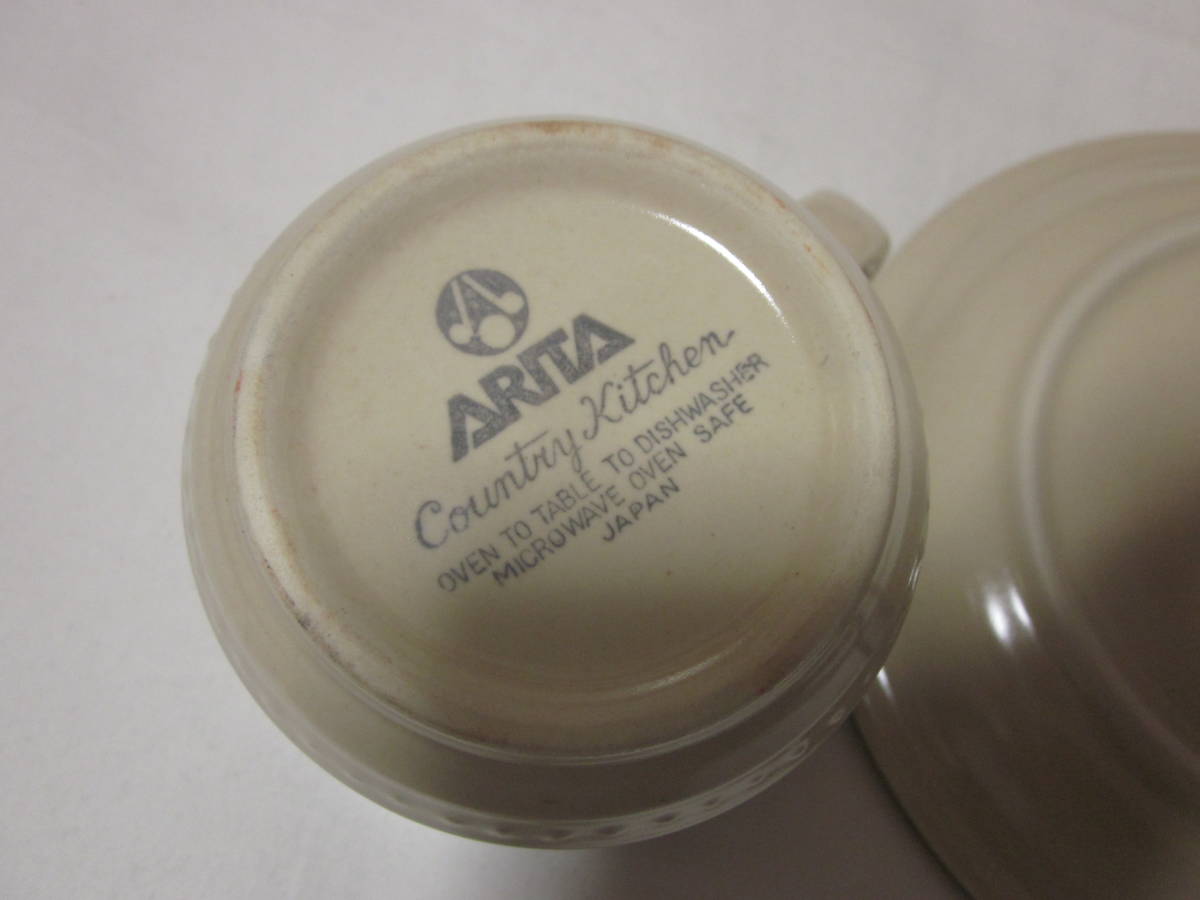 ARITA
Country Kitchen
OVEN TO TABLE TO DISHWASHER
MICROWAVE OVEN SAFE
JAPAN